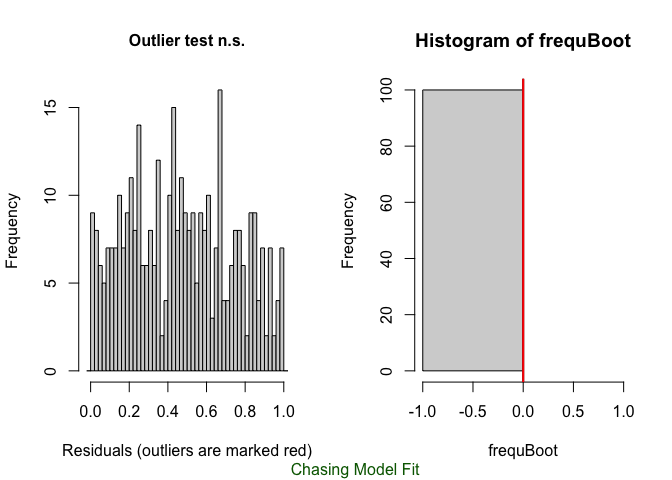 Outlier test n.s.
Frequency
0
5
10
15
0.0 0.2 0.4 0.6 0.8 1.0
Residuals (outliers are marked red)
Histogram of frequBoot
Frequency
0
20
40
60
80
100
-1.0 -0.5 0.0 0.5 1.0
frequBoot
Chasing Model Fit